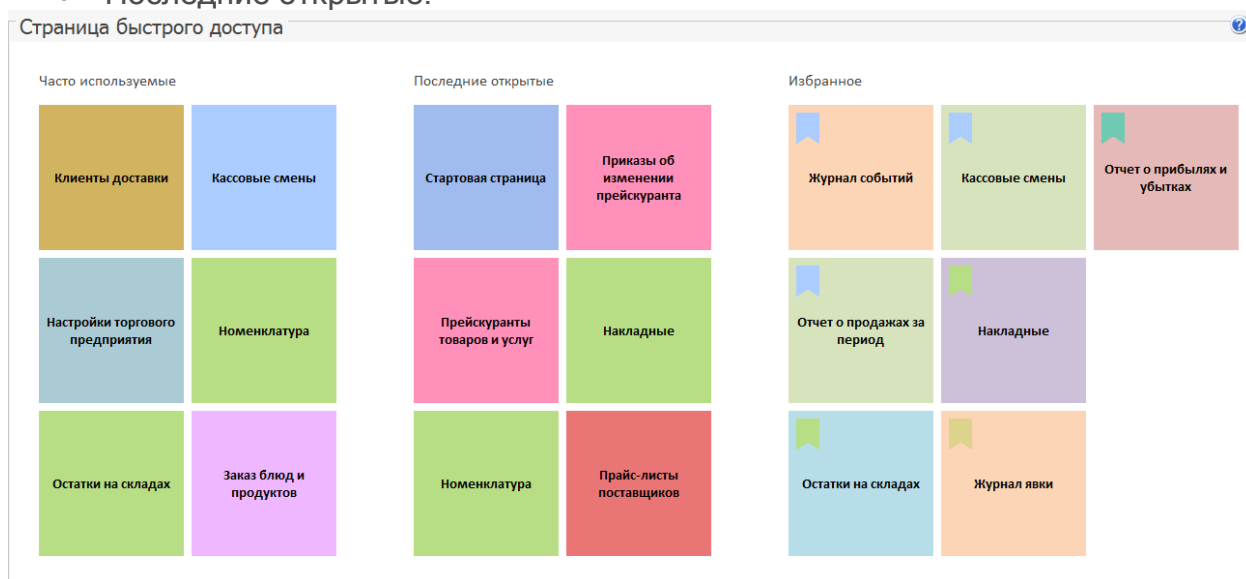 Последние открытые.
Страница быстрого доступа
?
Часто используемые
Клиенты доставки
Кассовые смены
Настройки торгового
предприятия
Номенклатура
Остатки на складах
Заказ блюд и
продуктов
Последние открытые
Стартовая страница
Приказы об
изменении
прейскуранта
Прейскуранты
товаров и услуг
Накладные
Номенклатура
Прайс-листы
поставщиков
Избранное
Журнал событий
Кассовые смены
Отчет о прибылях и
убытках
Отчет о продажах за
период
Накладные
Остатки на складах
Журнал явки